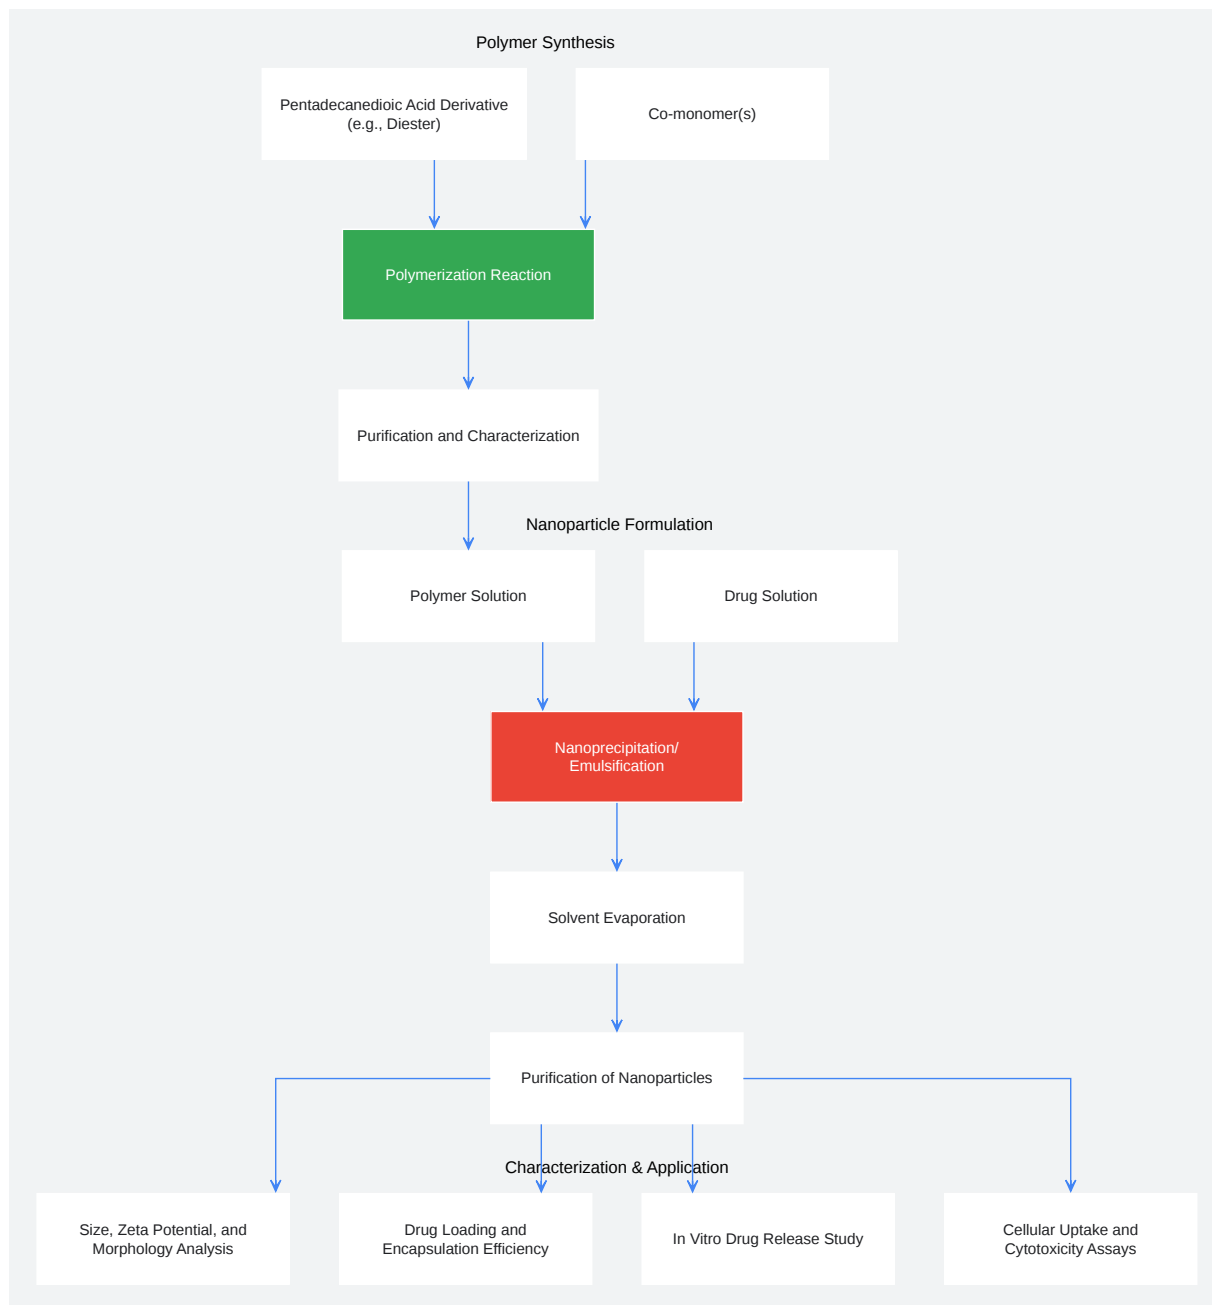 Polymer Synthesis
Pentadecanedioic Acid Derivative
(e.g., Diester)
Co-monomer(s)
Polymerization Reaction
Purification and Characterization
Nanoparticle Formulation
Polymer Solution
Drug Solution
Nanoprecipitation/
Emulsification
Solvent Evaporation
Purification of Nanoparticles
Characterization & Application
Size, Zeta Potential, and
Morphology Analysis
Drug Loading and
Encapsulation Efficiency
In Vitro Drug Release Study
Cellular Uptake and
Cytotoxicity Assays